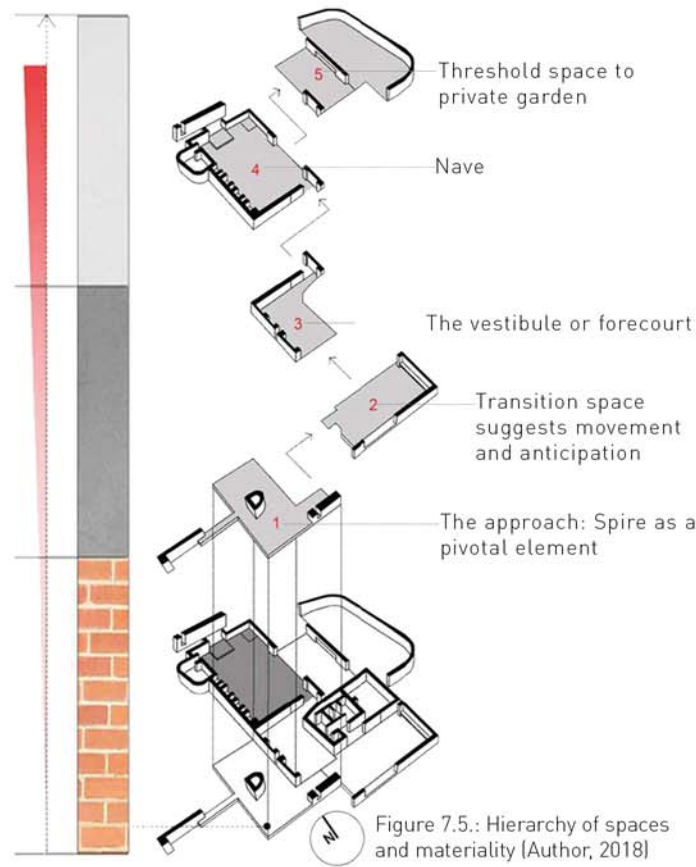 5
Threshold space to
private garden
4
Nave
3
The vestibule or forecourt
2
Transition space
suggests movement
and anticipation
1
The approach: Spire as a
pivotal element
N
Figure 7.5.: Hierarchy of spaces
and materiality (Author, 2018)